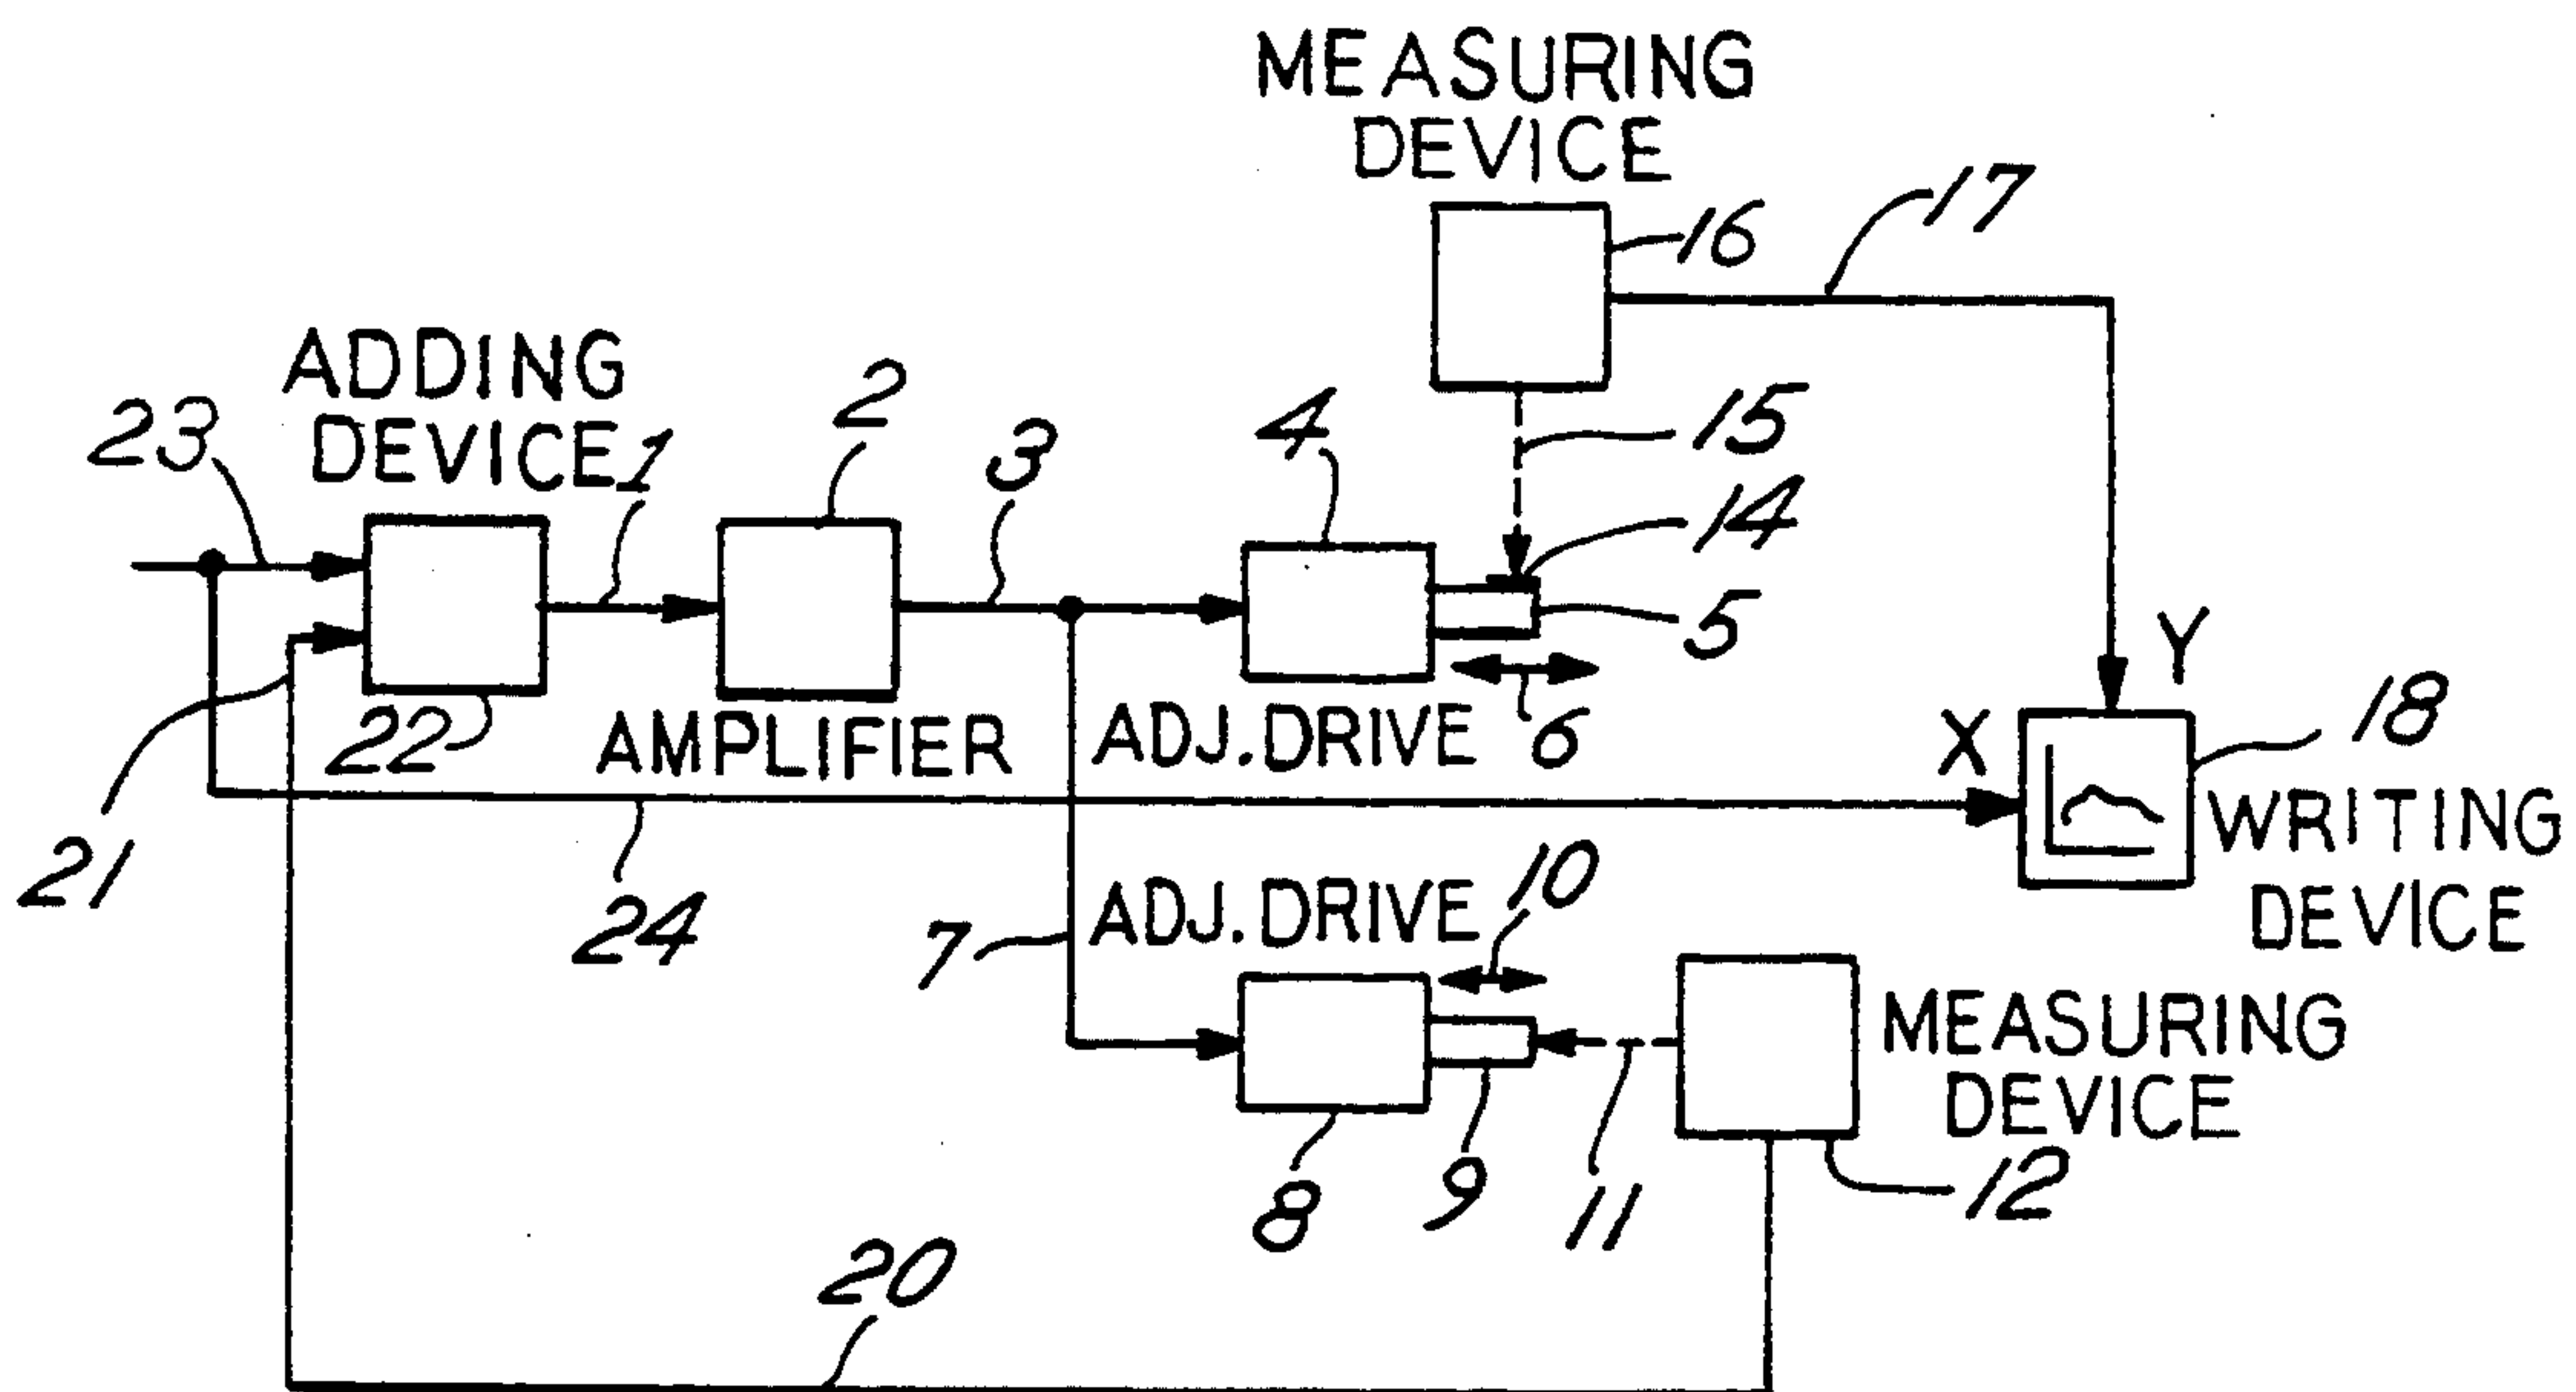 MEASURING
DEVICE
17
16
ADDING
DEVICE
23
1
2
3
4
15
14
5
6
Y
X
18
22
AMPLIFIER
ADJ. DRIVE
WRITING
DEVICE
21
24
7
ADJ. DRIVE
10
MEASURING
DEVICE
8
9
11
12
20